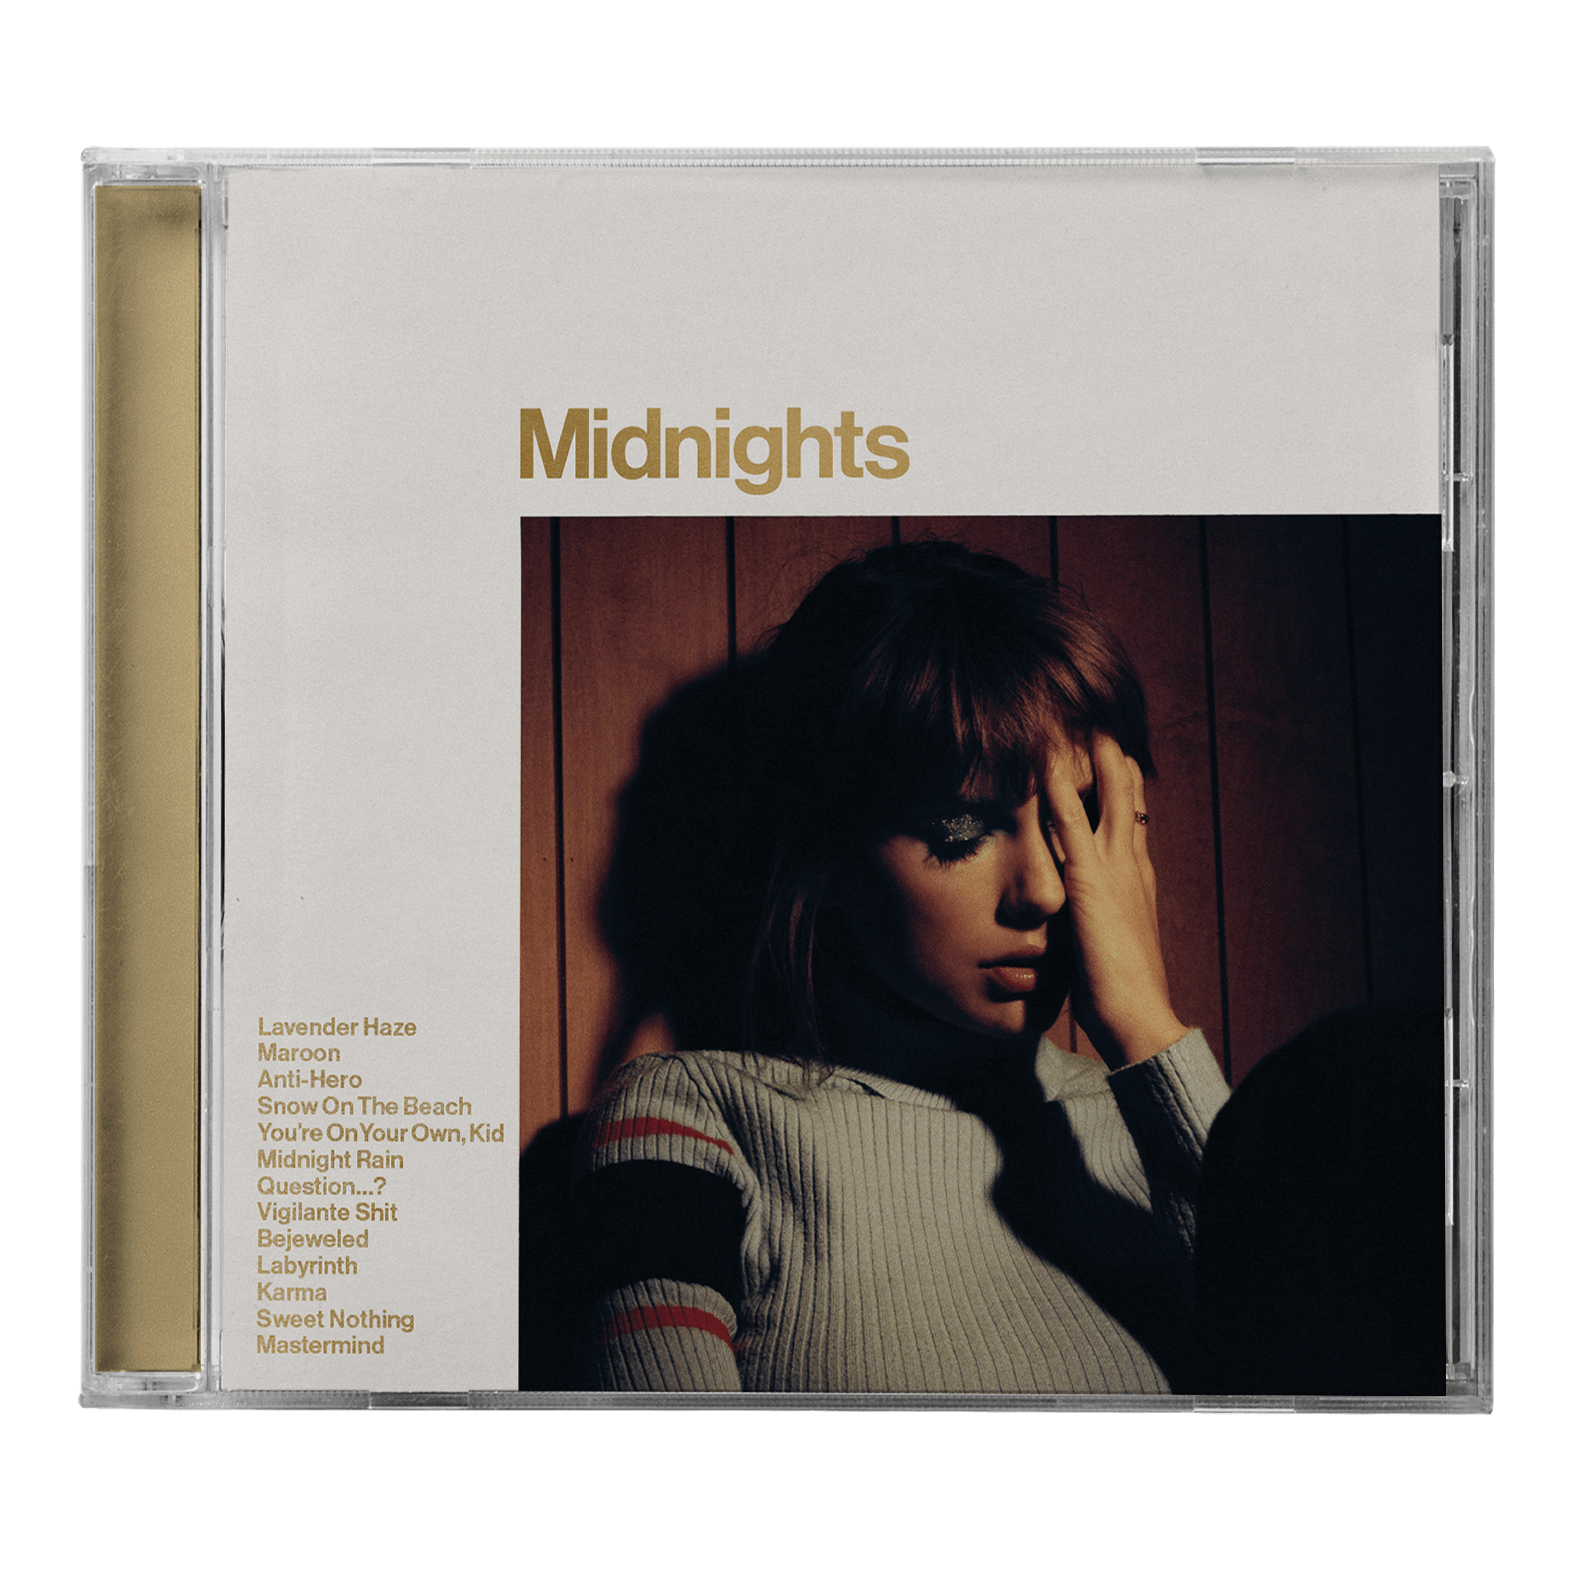 Midnights
Lavender Haze
Maroon
Anti-Hero
Snow On The Beach
You're On Your Own, Kid
Midnight Rain
Question...?
Vigilante Shit
Bejeweled
Labyrinth
Karma
Sweet Nothing
Mastermind